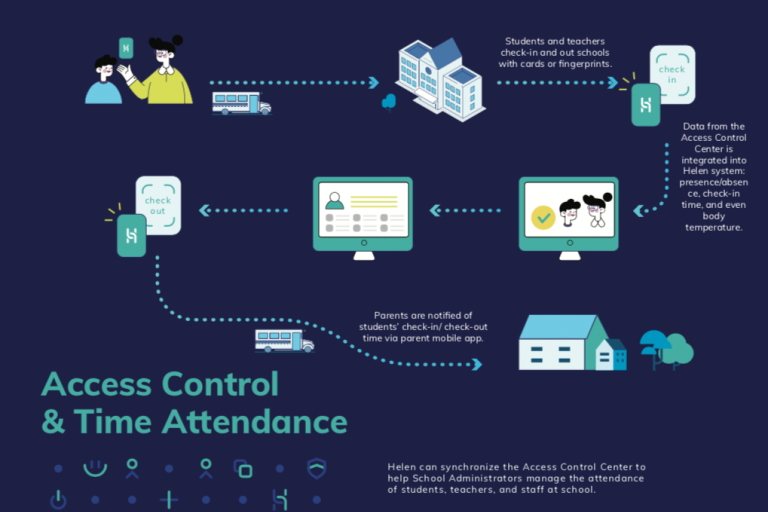 Students and teachers
check-in and out schools
with cards or fingerprints.
check
in
Data from the
Access Control
Center is
integrated into
Helen system:
presence/absen
ce, check-in
time, and even
body
temperature.
check
out
Parents are notified of
students' check-in/ check-out
time via parent mobile app.
Access Control
& Time Attendance
Helen can synchronize the Access Control Center to
help School Administrators manage the attendance
of students, teachers, and staff at school.